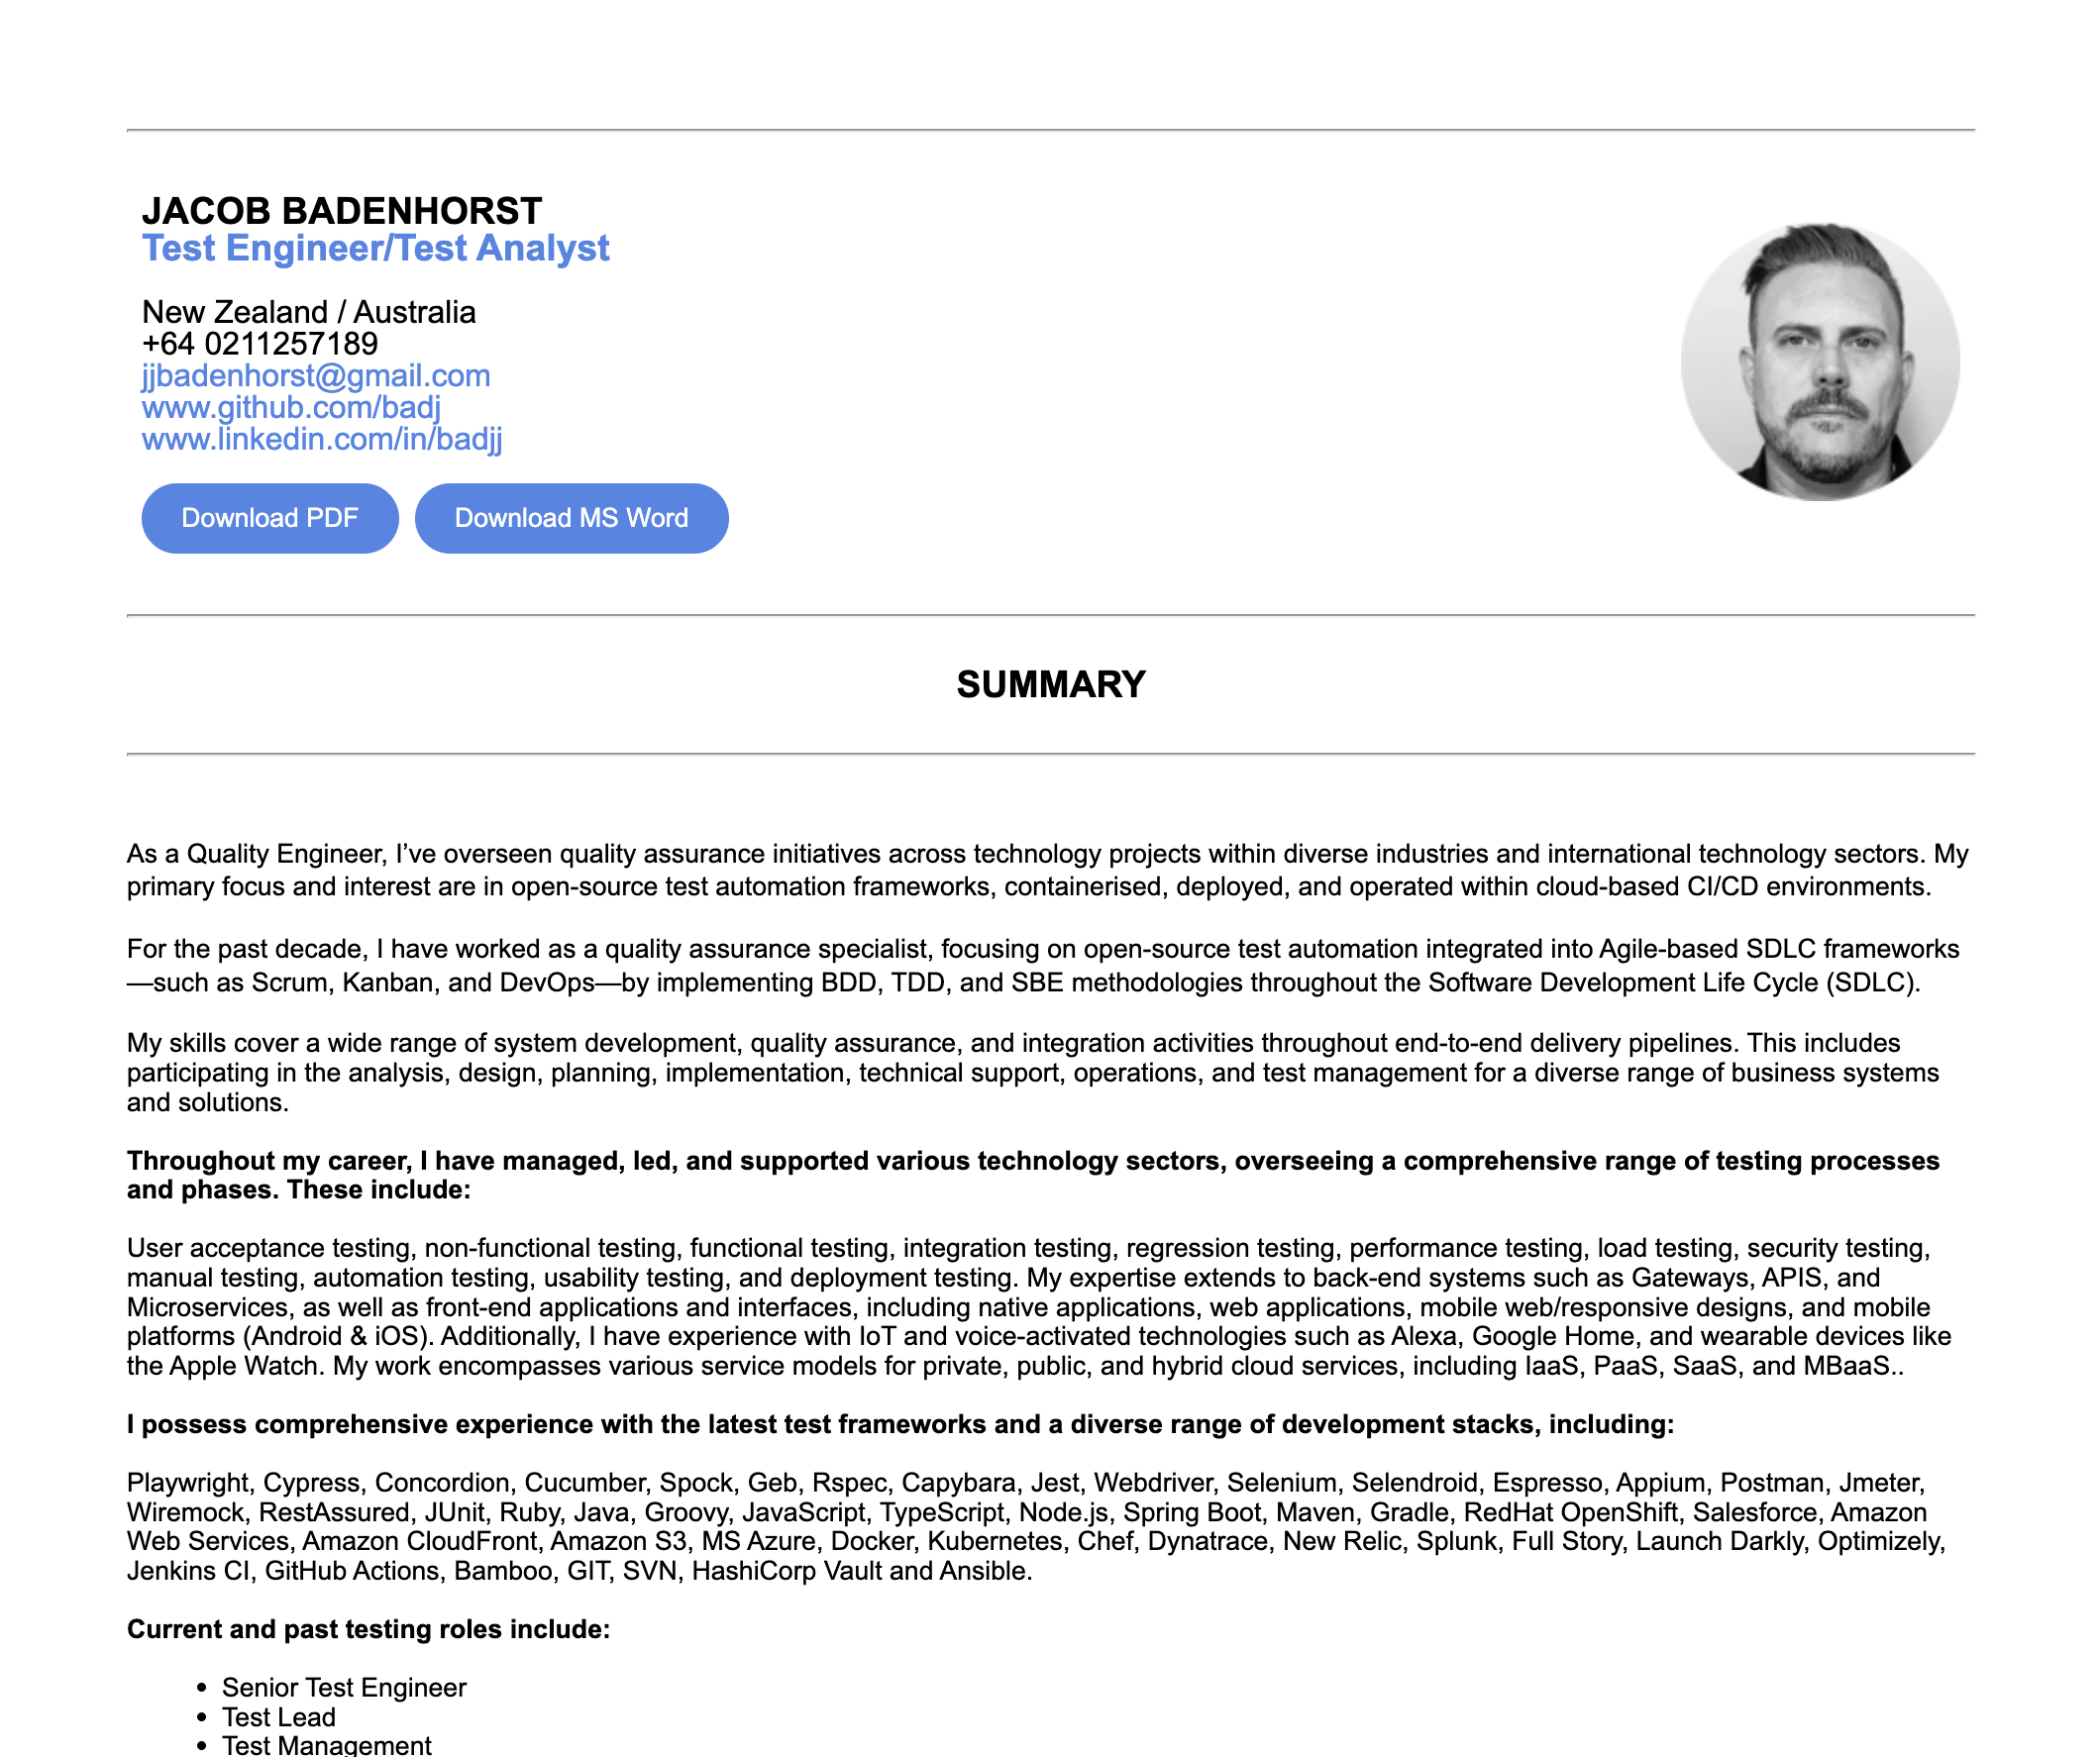 JACOB BADENHORST
Test Engineer/Test Analyst
New Zealand / Australia
+64 0211257189
jjbadenhorst@gmail.com
www.github.com/badj
www.linkedin.com/in/badjj
Download PDF
Download MS Word
SUMMARY
As a Quality Engineer, I’ve overseen quality assurance initiatives across technology projects within diverse industries and international technology sectors. My
primary focus and interest are in open-source test automation frameworks, containerised, deployed, and operated within cloud-based CI/CD environments.
For the past decade, I have worked as a quality assurance specialist, focusing on open-source test automation integrated into Agile-based SDLC frameworks
—such as Scrum, Kanban, and DevOps—by implementing BDD, TDD, and SBE methodologies throughout the Software Development Life Cycle (SDLC).
My skills cover a wide range of system development, quality assurance, and integration activities throughout end-to-end delivery pipelines. This includes
participating in the analysis, design, planning, implementation, technical support, operations, and test management for a diverse range of business systems
and solutions.
Throughout my career, I have managed, led, and supported various technology sectors, overseeing a comprehensive range of testing processes
and phases. These include:
User acceptance testing, non-functional testing, functional testing, integration testing, regression testing, performance testing, load testing, security testing,
manual testing, automation testing, usability testing, and deployment testing. My expertise extends to back-end systems such as Gateways, APIS, and
Microservices, as well as front-end applications and interfaces, including native applications, web applications, mobile web/responsive designs, and mobile
platforms (Android & iOS). Additionally, I have experience with IoT and voice-activated technologies such as Alexa, Google Home, and wearable devices like
the Apple Watch. My work encompasses various service models for private, public, and hybrid cloud services, including IaaS, PaaS, SaaS, and MBaaS..
I possess comprehensive experience with the latest test frameworks and a diverse range of development stacks, including:
Playwright, Cypress, Concordion, Cucumber, Spock, Geb, Rspec, Capybara, Jest, Webdriver, Selenium, Selendroid, Espresso, Appium, Postman, Jmeter,
Wiremock, RestAssured, JUnit, Ruby, Java, Groovy, JavaScript, TypeScript, Node.js, Spring Boot, Maven, Gradle, RedHat OpenShift, Salesforce, Amazon
Web Services, Amazon CloudFront, Amazon S3, MS Azure, Docker, Kubernetes, Chef, Dynatrace, New Relic, Splunk, Full Story, Launch Darkly, Optimizely,
Jenkins CI, GitHub Actions, Bamboo, GIT, SVN, HashiCorp Vault and Ansible.
Current and past testing roles include:
• Senior Test Engineer
• Test Lead
• Test Management